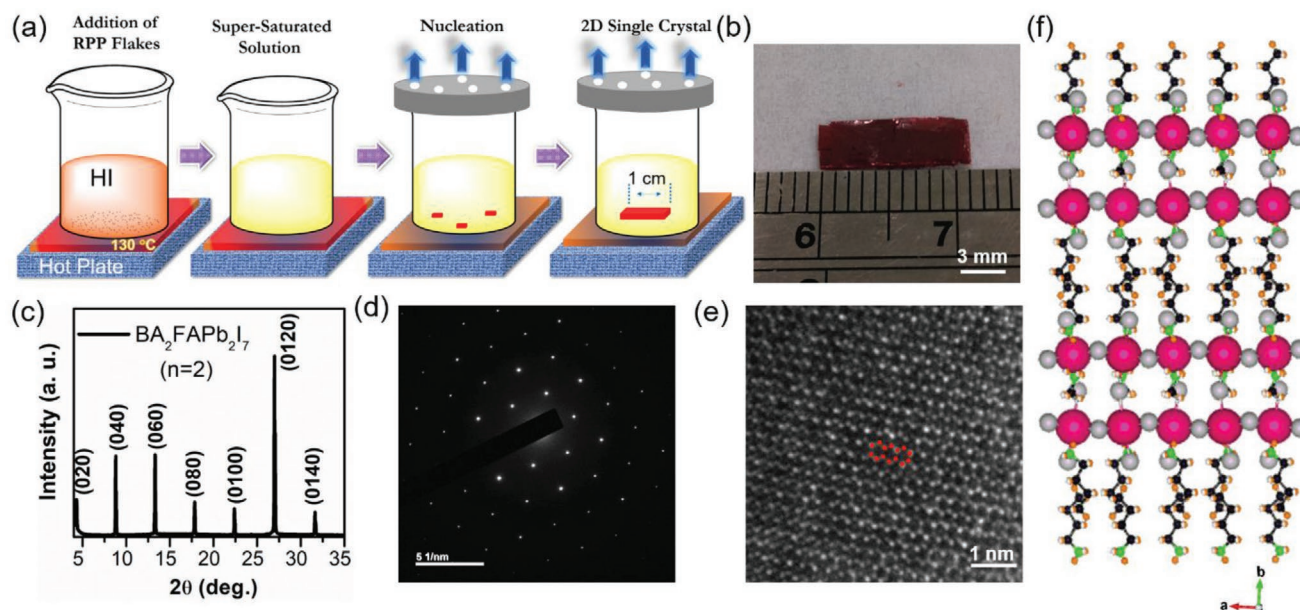 (a)
Addition of
RPP Flakes
HI
130 °C
Hot Plate
Super-Saturated
Solution
Nucleation
2D Single Crystal
1 cm
(b)
6 7
3 mm
(c)
BA₂FAPb₂I₇
(n=2)
Intensity (a. u.)
(020)
(040)
(060)
(080)
(0100)
(0120)
(0140)
5 10 15 20 25 30 35
2θ (deg.)
(d)
5 1/nm
(e)
1 nm
(f)
b
a